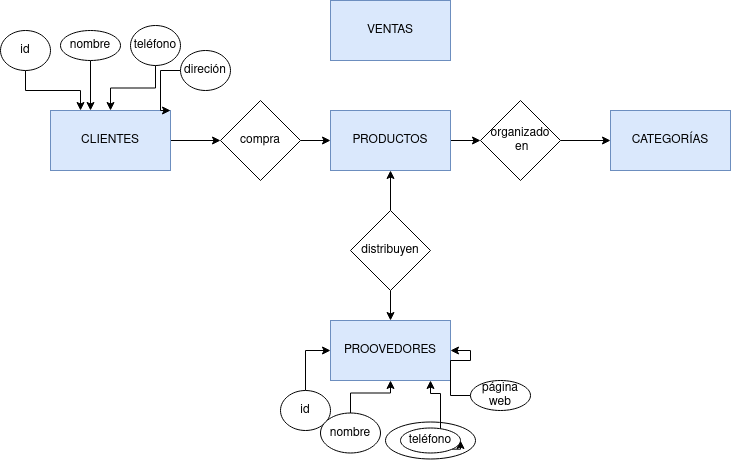 VENTAS
id
nombre
teléfono
direción
CLIENTES
compra
PRODUCTOS
organizado
en
CATEGORÍAS
distribuyen
PROOVEDORES
id
nombre
teléfono
página
web